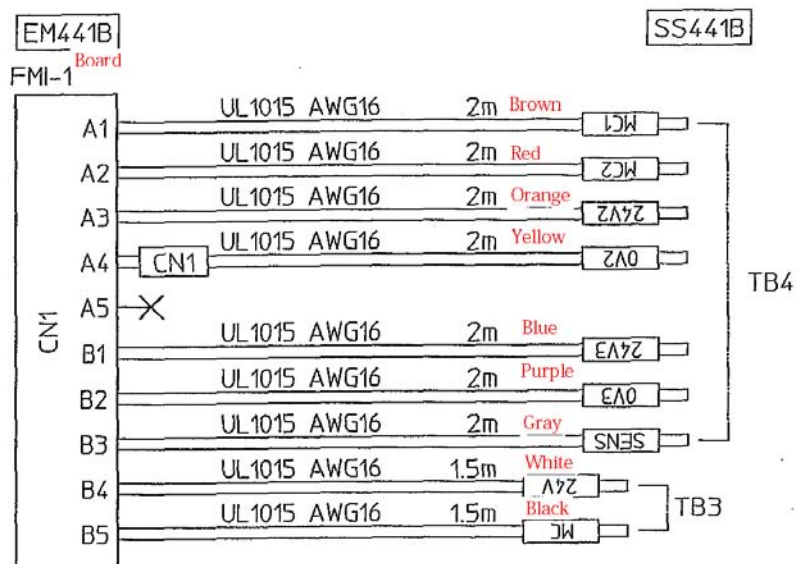 EM441B
SS441B
Board
FMI-1
A1 UL1015 AWG16 2m Brown MC1
A2 UL1015 AWG16 2m Red MC2
A3 UL1015 AWG16 2m Orange 24V2
A4 CN1 UL1015 AWG16 2m Yellow 0V2
TB4
A5
CN1
B1 UL1015 AWG16 2m Blue 24V3
B2 UL1015 AWG16 2m Purple 0V3
B3 UL1015 AWG16 2m Gray SENS
B4 UL1015 AWG16 1.5m White 24V
TB3
B5 UL1015 AWG16 1.5m Black MC